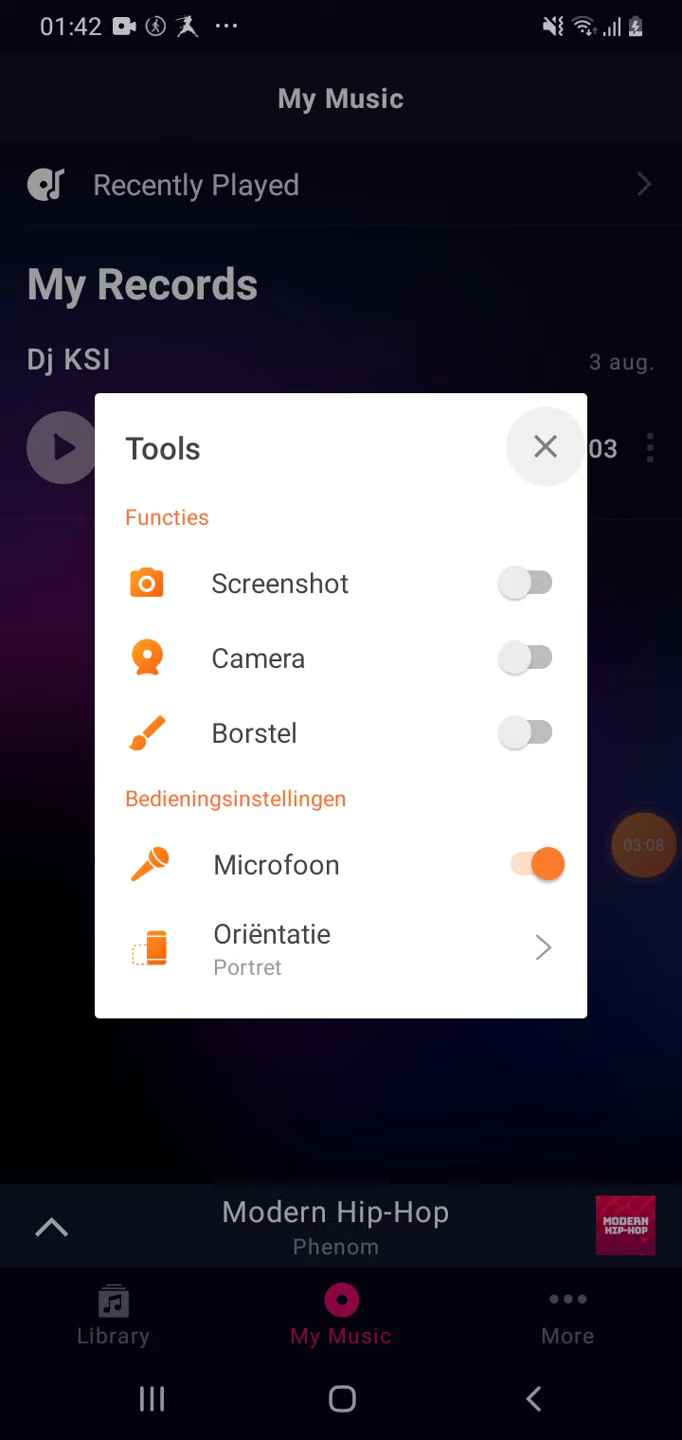 01:42
My Music
Recently Played
My Records
Dj KSI
3 aug.
03
Tools
Functies
Screenshot
Camera
Borstel
Bedieningsinstellingen
Microfoon
03:08
Oriëntatie
Portret
Modern Hip-Hop
Phenom
MODERN
HIP-HOP
Library
My Music
More